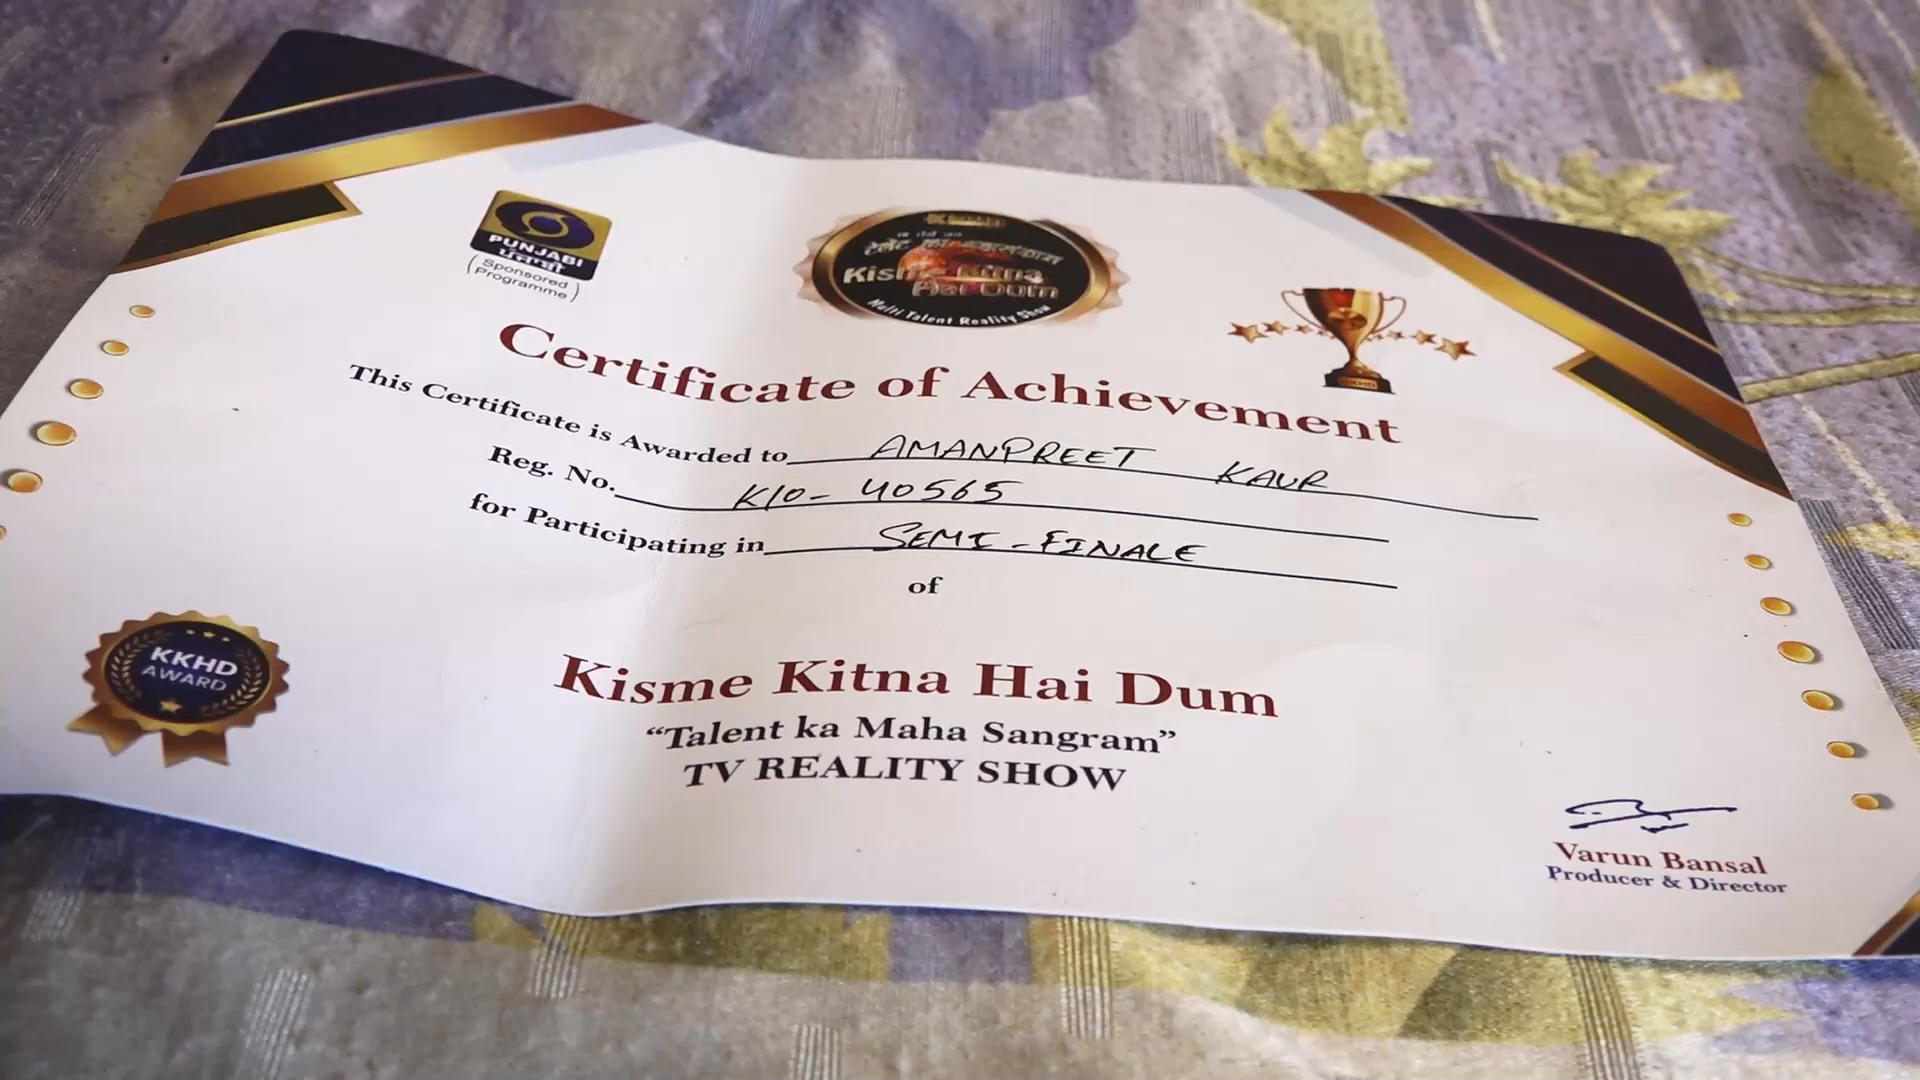 PUNJABI
ਪੰਜਾਬੀ
(Sponsored
Programme)
टैलेंट का महासंग्राम
Kisme Kitna
Hai Dum
Multi Talent Reality Show
Certificate of Achievement
This Certificate is Awarded to AMANPREET KAUR
Reg. No. K10-40565
for Participating in SEMI-FINALE
of
KKHD
AWARD
Kisme Kitna Hai Dum
“Talent ka Maha Sangram”
TV REALITY SHOW
Varun Bansal
Producer & Director